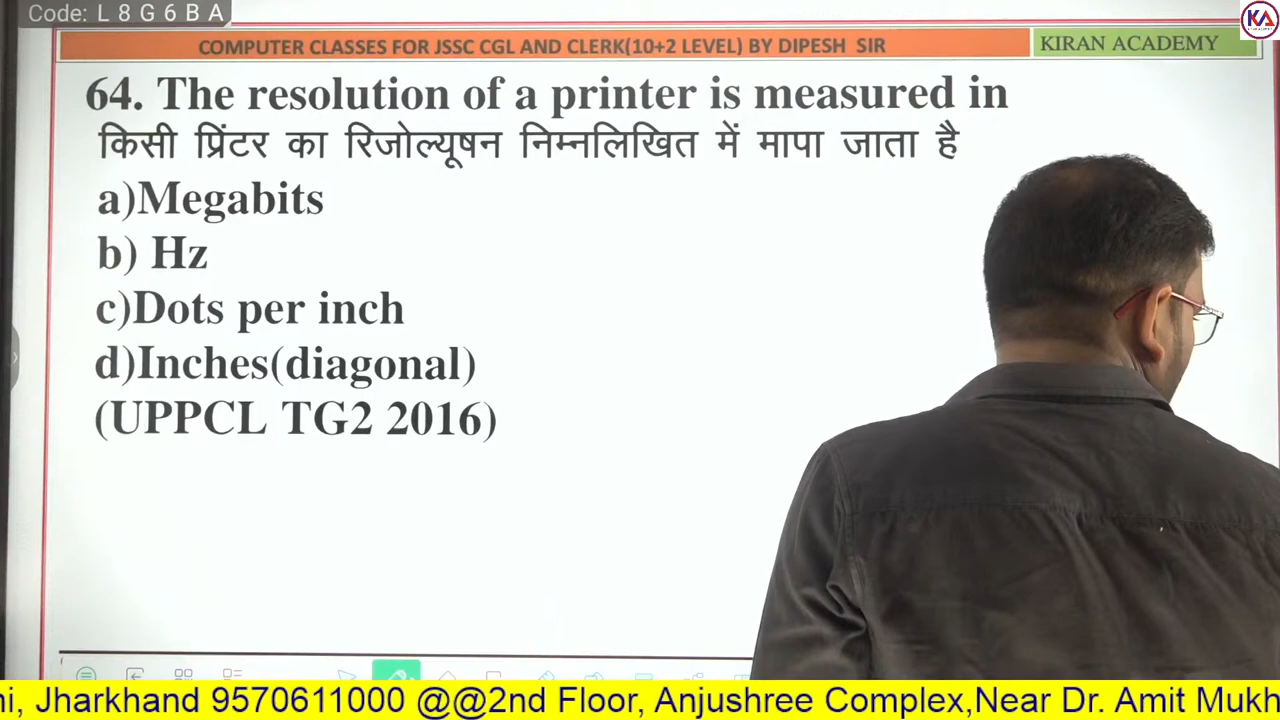 Code: L 8 G 6 B A
COMPUTER CLASSES FOR JSSC CGL AND CLERK(10+2 LEVEL) BY DIPESH SIR
KIRAN ACADEMY
KA
64. The resolution of a printer is measured in
किसी प्रिंटर का रिजोल्यूषन निम्नलिखित में मापा जाता है
a)Megabits
b) Hz
c)Dots per inch
d)Inches(diagonal)
(UPPCL TG2 2016)
Jharkhand 9570611000 @@2nd Floor, Anjushree Complex,Near Dr. Amit